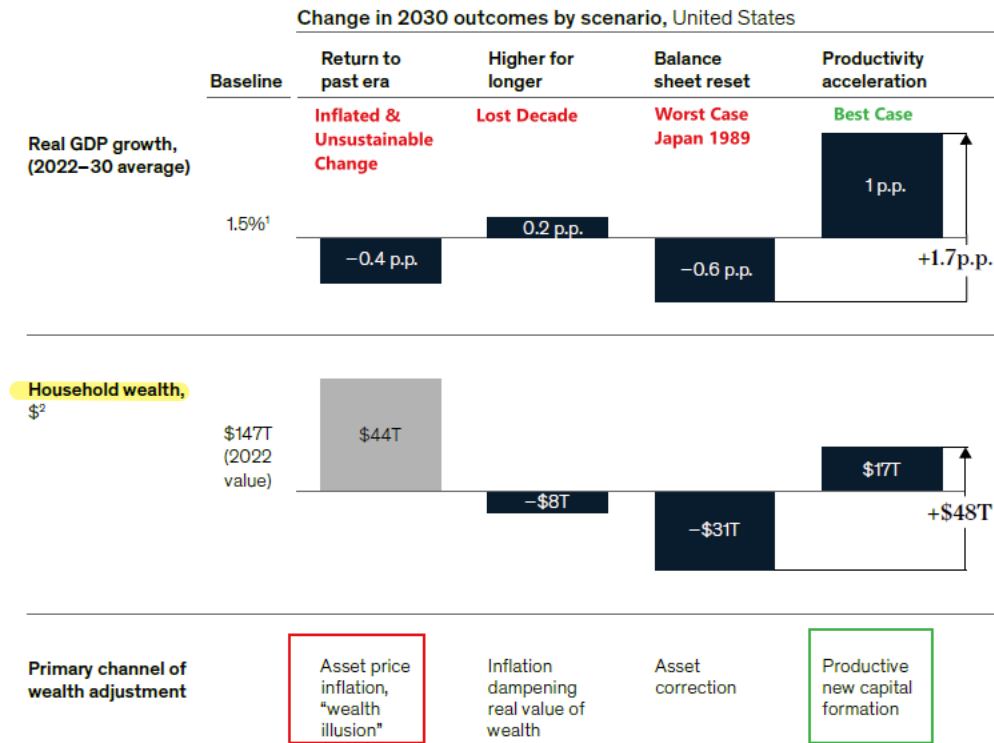 Change in 2030 outcomes by scenario, United States
Baseline
Return to
past era
Higher for
longer
Balance
sheet reset
Productivity
acceleration
Inflated &
Unsustainable
Change
Lost Decade
Worst Case
Japan 1989
Best Case
Real GDP growth,
(2022–30 average)
1.5%¹
−0.4 p.p.
0.2 p.p.
−0.6 p.p.
1 p.p.
+1.7p.p.
Household wealth,
$²
$147T
(2022
value)
$44T
−$8T
−$31T
$17T
+$48T
Primary channel of
wealth adjustment
Asset price
inflation,
“wealth
illusion”
Inflation
dampening
real value of
wealth
Asset
correction
Productive
new capital
formation